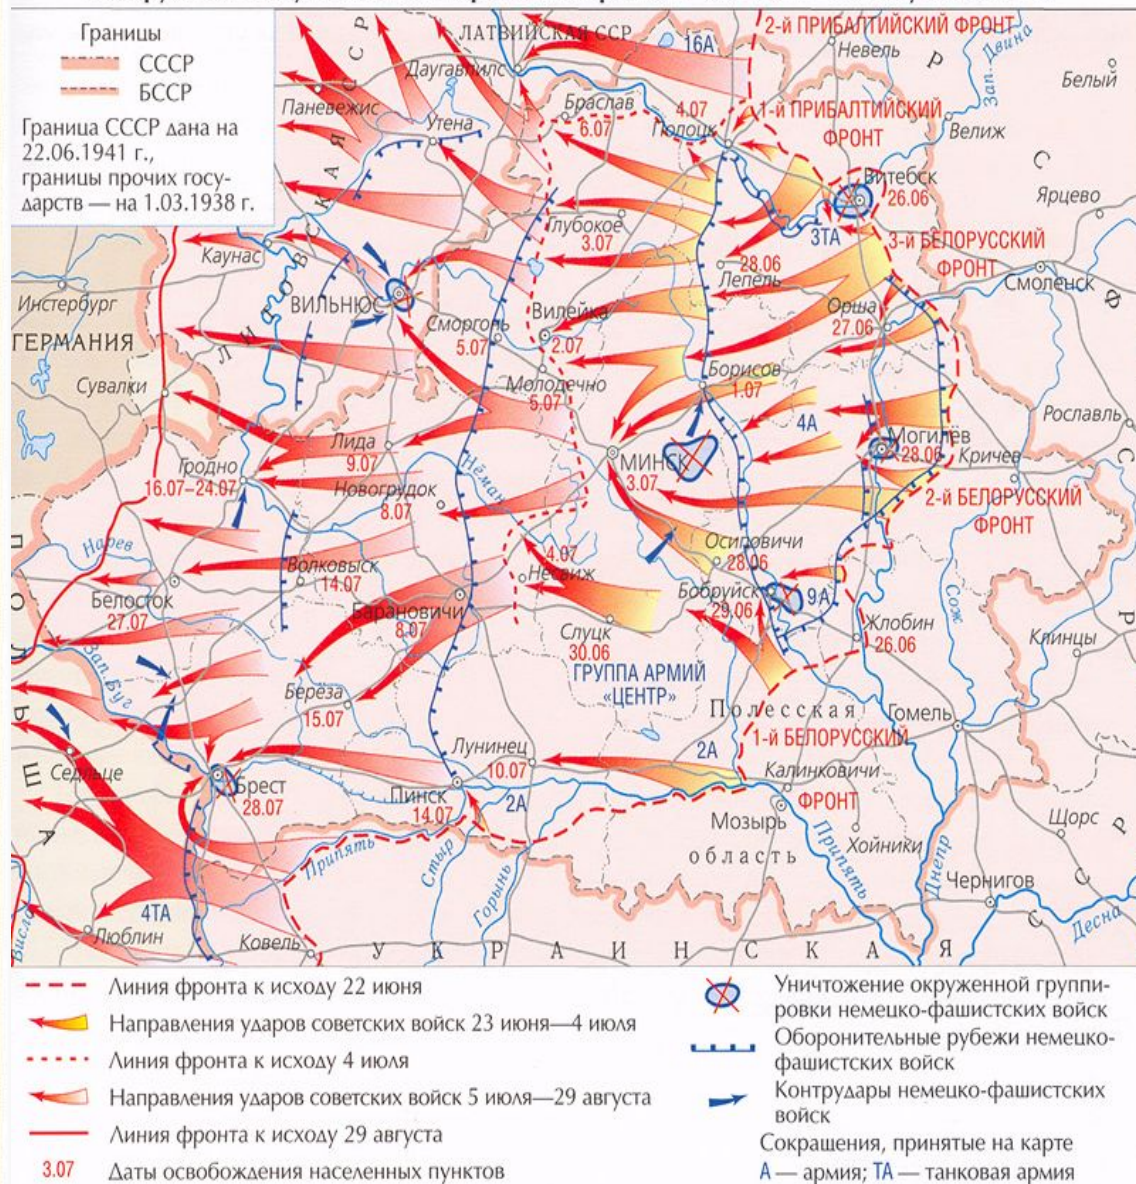 Границы
СССР
БССР
Граница СССР дана на
22.06.1941 г.,
границы прочих госу-
дарств — на 1.03.1938 г.
ЛАТВИЙСКАЯ ССР
16А
2-й ПРИБАЛТИЙСКИЙ
ФРОНТ
Невель
Зап. Двина
Белый
Даугавпилс
Паневежис
Утена
Браслав
6.07
4.07
Полоцк
1-й ПРИБАЛТИЙСКИЙ
ФРОНТ
Велиж
Витебск
26.06
Ярцево
Глубокое
3.07
3ТА
3-й БЕЛОРУССКИЙ
ФРОНТ
Смоленск
Каунас
Инстербург
ГЕРМАНИЯ
ЛИТОВСКАЯ ССР
ВИЛЬНЮС
28.06
Лепель
Орша
27.06
Сморгонь
5.07
Вилейка
2.07
Молодечно
5.07
Борисов
1.07
4А
Сувалки
Рославль
Лида
9.07
Гродно
16.07–24.07
Новогрудок
8.07
Нёман
МИНСК
3.07
Могилёв
28.06
Кричев
2-й БЕЛОРУССКИЙ
ФРОНТ
Нарев
Волковыск
14.07
Белосток
27.07
Барановичи
8.07
4.07
Несвиж
Осиповичи
28.06
Бобруйск
29.06
9А
Сож
Жлобин
26.06
Клинцы
Слуцк
30.06
ГРУППА АРМИЙ
«ЦЕНТР»
Зап. Буг
Берёза
15.07
Полесская
область
Гомель
1-й БЕЛОРУССКИЙ
ФРОНТ
Седльце
Брест
28.07
Лунинец
10.07
2А
Калинковичи
Пинск
14.07
2А
Мозырь
Хойники
Щорс
Припять
Стырь
Горынь
Припять
Днепр
Чернигов
Десна
4ТА
Люблин
Висла
Ковель
ПОЛЬША
УКРАИНСКАЯ ССР
РСФСР
Линия фронта к исходу 22 июня
Направления ударов советских войск 23 июня—4 июля
Линия фронта к исходу 4 июля
Направления ударов советских войск 5 июля—29 августа
Линия фронта к исходу 29 августа
3.07 Даты освобождения населенных пунктов
Уничтожение окруженной группи-
ровки немецко-фашистских войск
Оборонительные рубежи немецко-
фашистских войск
Контрудары немецко-фашистских
войск
Сокращения, принятые на карте
А — армия; ТА — танковая армия